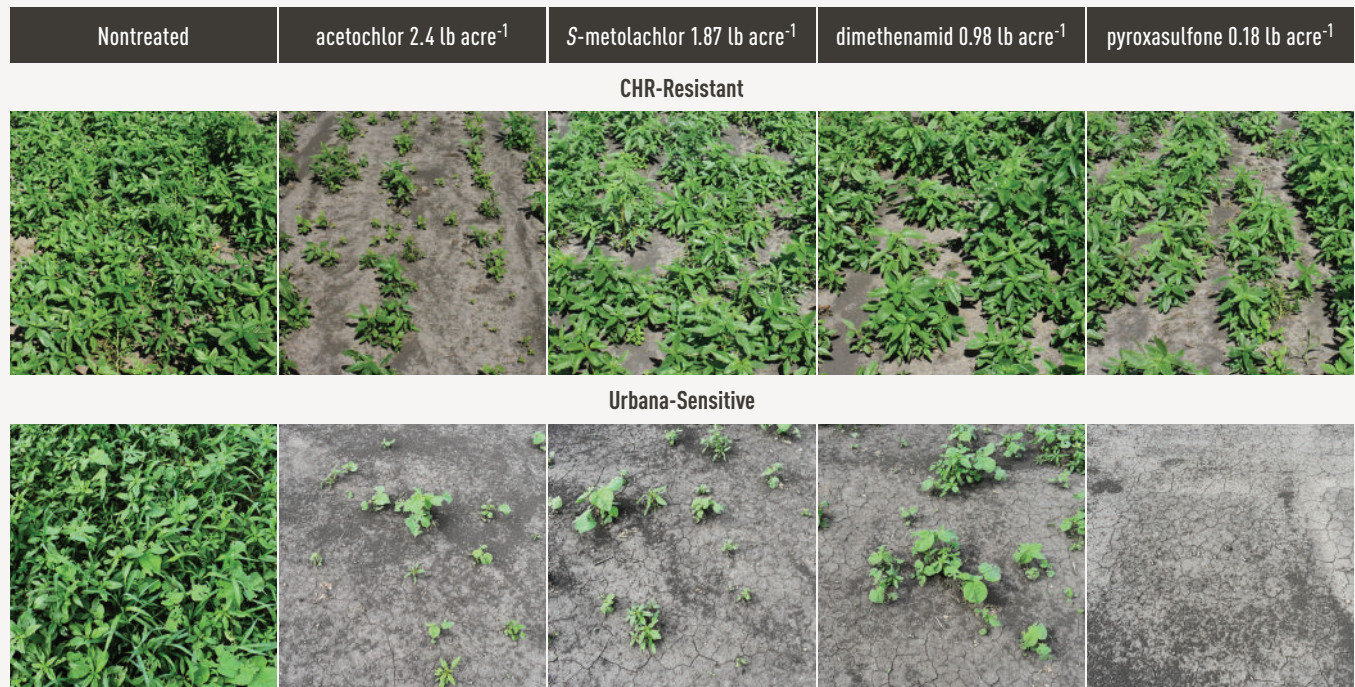 Nontreated
acetochlor 2.4 lb acre⁻¹
S-metolachlor 1.87 lb acre⁻¹
dimethenamid 0.98 lb acre⁻¹
pyroxasulfone 0.18 lb acre⁻¹
CHR-Resistant
Urbana-Sensitive